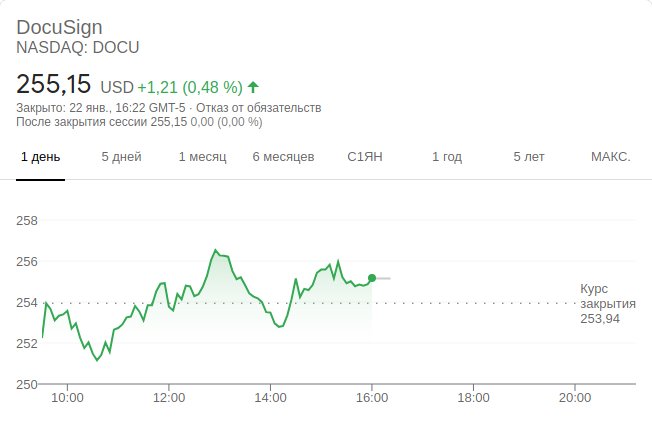 DocuSign
NASDAQ: DOCU
255,15 USD +1,21 (0,48 %)
Закрыто: 22 янв., 16:22 GMT-5 · Отказ от обязательств
После закрытия сессии 255,15 0,00 (0,00 %)
1 день 5 дней 1 месяц 6 месяцев С1ЯН 1 год 5 лет МАКС.
258
256
254
252
250
Курс
закрытия
253,94
10:00 12:00 14:00 16:00 18:00 20:00